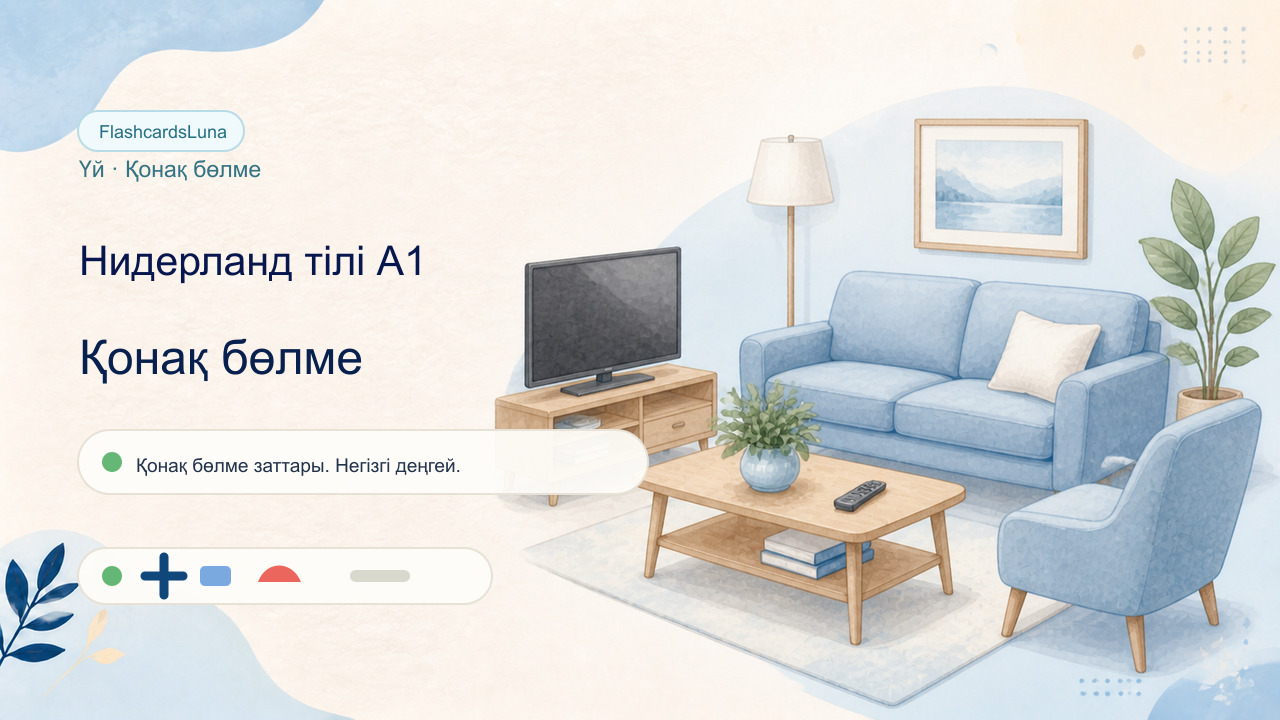 FlashcardsLuna
Үй · Қонақ бөлме
Нидерланд тілі A1
Қонақ бөлме
Қонақ бөлме заттары. Негізгі деңгей.